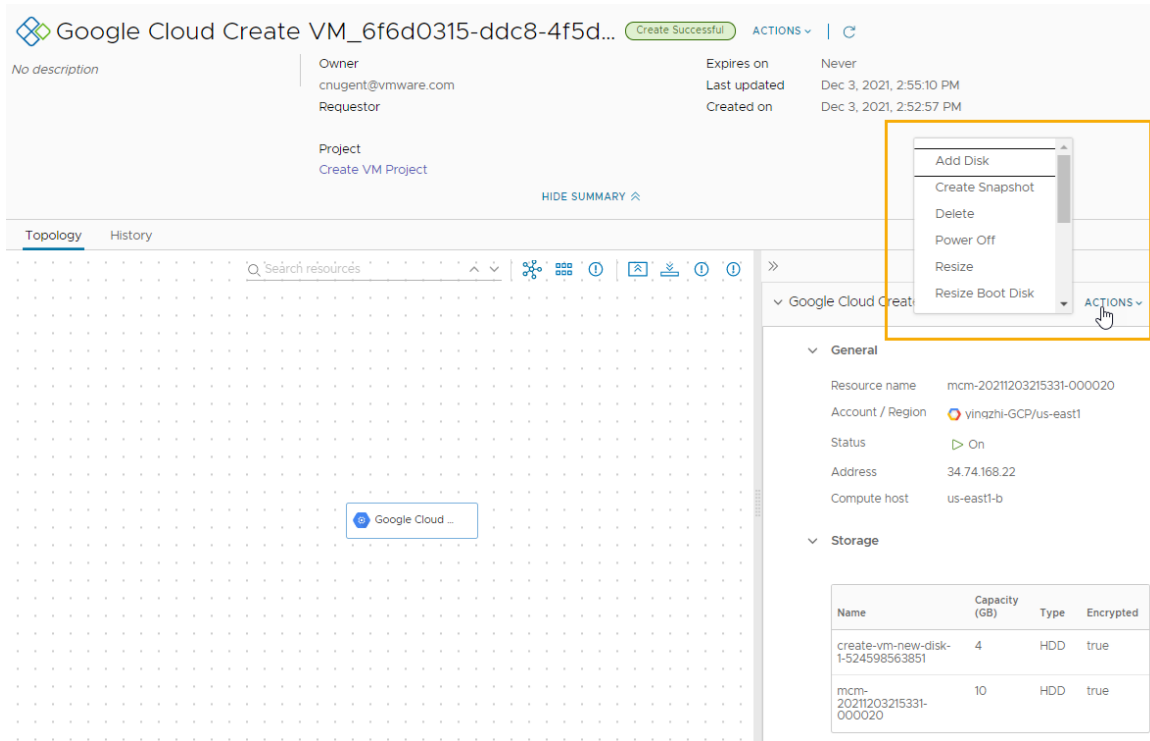 Google Cloud Create VM_6f6d0315-ddc8-4f5d... Create Successful ACTIONS
No description
Owner
cnugent@vmware.com
Requestor
Project
Create VM Project
Expires on Never
Last updated Dec 3, 2021, 2:55:10 PM
Created on Dec 3, 2021, 2:52:57 PM
HIDE SUMMARY
Add Disk
Create Snapshot
Delete
Power Off
Resize
Resize Boot Disk
Topology History
Search resources
Google Cloud Creat ACTIONS
General
Resource name mcm-20211203215331-000020
Account / Region yingzhi-GCP/us-east1
Status On
Address 34.74.168.22
Compute host us-east1-b
Google Cloud ...
Storage
Name Capacity (GB) Type Encrypted
create-vm-new-disk-1-524598563851 4 HDD true
mcm-20211203215331-000020 10 HDD true